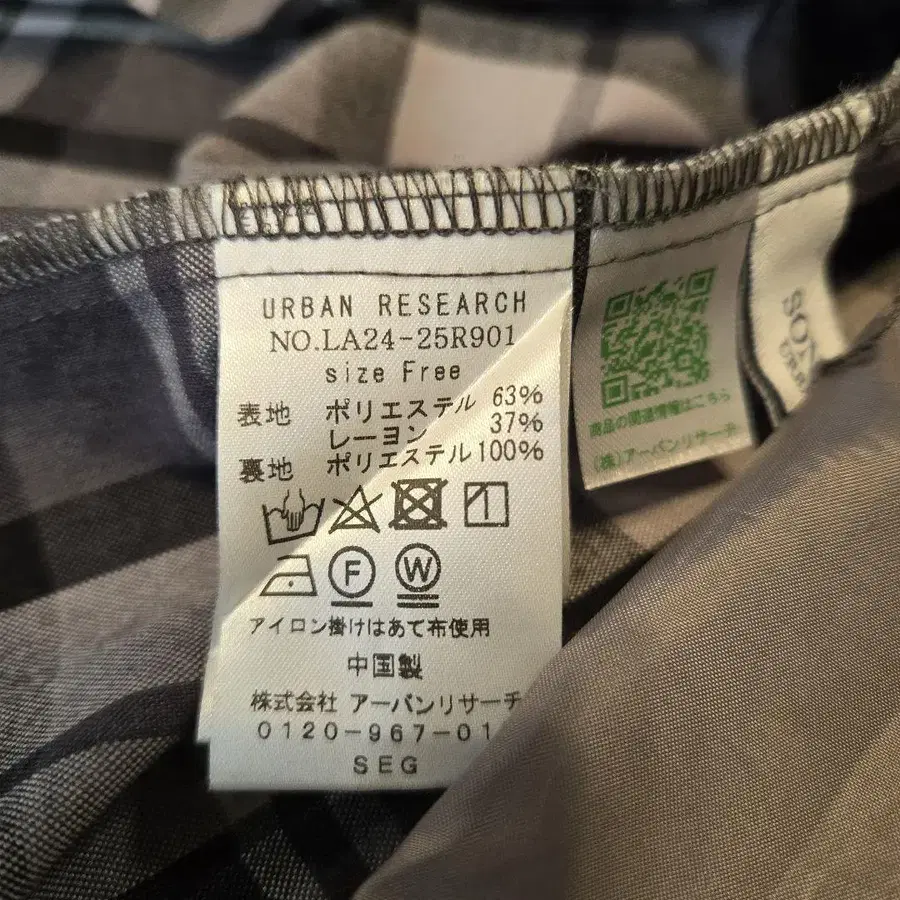 URBAN RESEARCH
NO.LA24-25R901
size Free
表地 ポリエステル 63%
レーヨン 37%
裏地 ポリエステル 100%
F W
アイロン掛けはあて布使用
中国製
株式会社 アーバンリサーチ
0120-967-01
SEG
商品の関連情報はこちら
(株)アーバンリサーチ